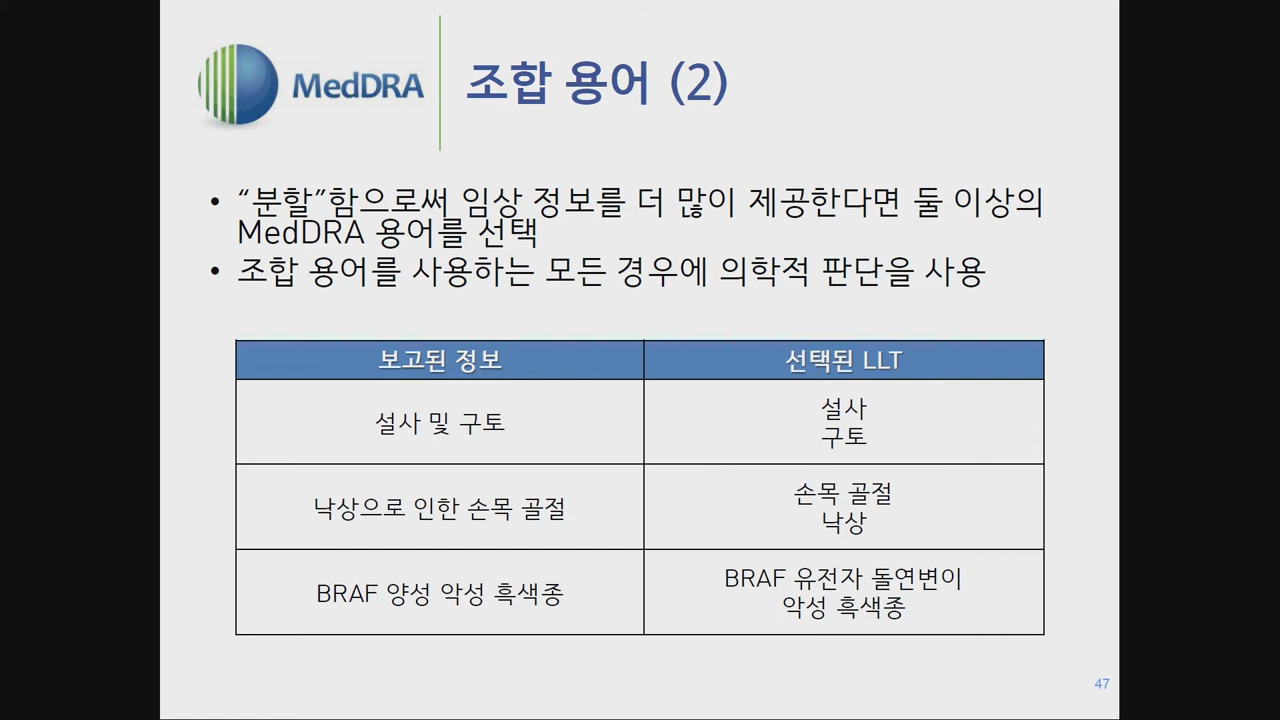 MedDRA
조합 용어 (2)
• “분할”함으로써 임상 정보를 더 많이 제공한다면 둘 이상의
MedDRA 용어를 선택
• 조합 용어를 사용하는 모든 경우에 의학적 판단을 사용
보고된 정보
선택된 LLT
설사 및 구토
설사
구토
낙상으로 인한 손목 골절
손목 골절
낙상
BRAF 양성 악성 흑색종
BRAF 유전자 돌연변이
악성 흑색종
47